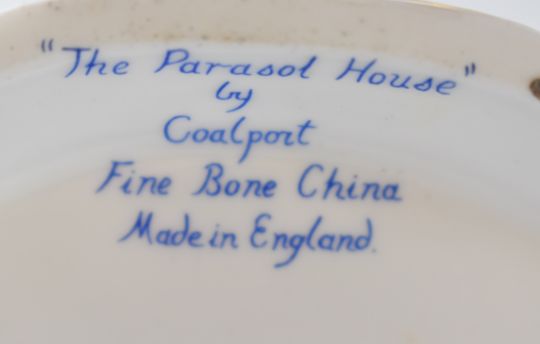 "The Parasol House"
by
Coalport
Fine Bone China
Made in England.